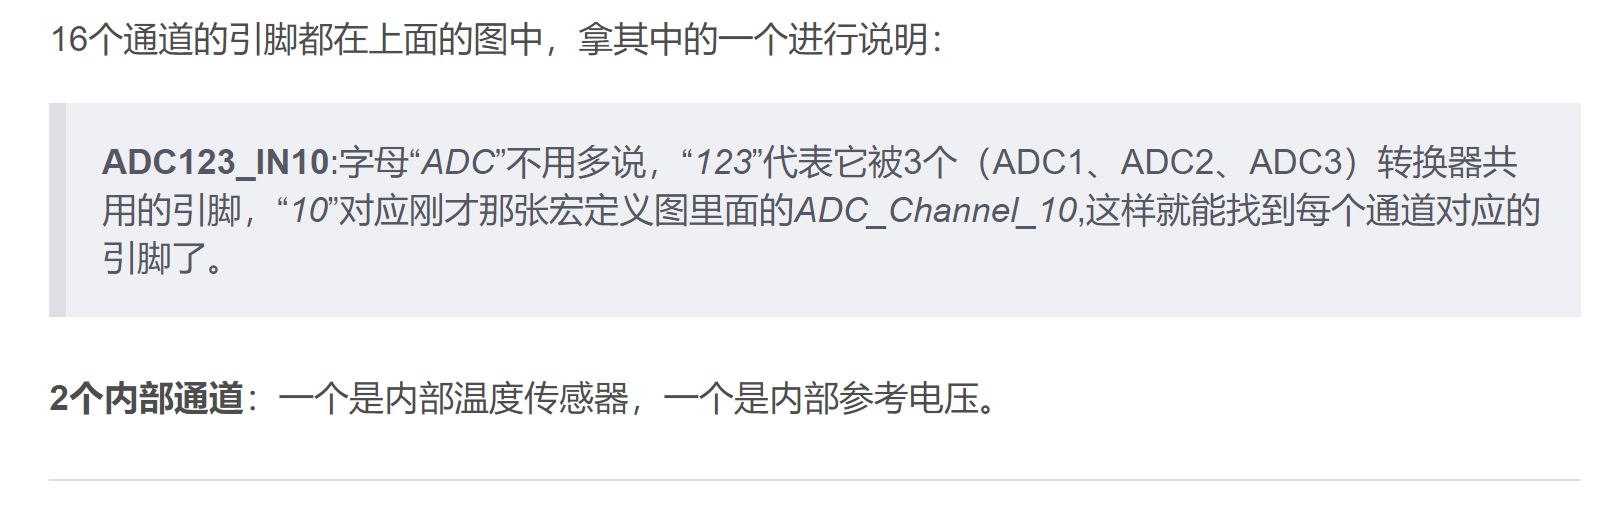 16个通道的引脚都在上面的图中，拿其中的一个进行说明：
ADC123_IN10:字母“ADC”不用多说，“123”代表它被3个（ADC1、ADC2、ADC3）转换器共
用的引脚，“10”对应刚才那张宏定义图里面的ADC_Channel_10,这样就能找到每个通道对应的
引脚了。
2个内部通道：一个是内部温度传感器，一个是内部参考电压。